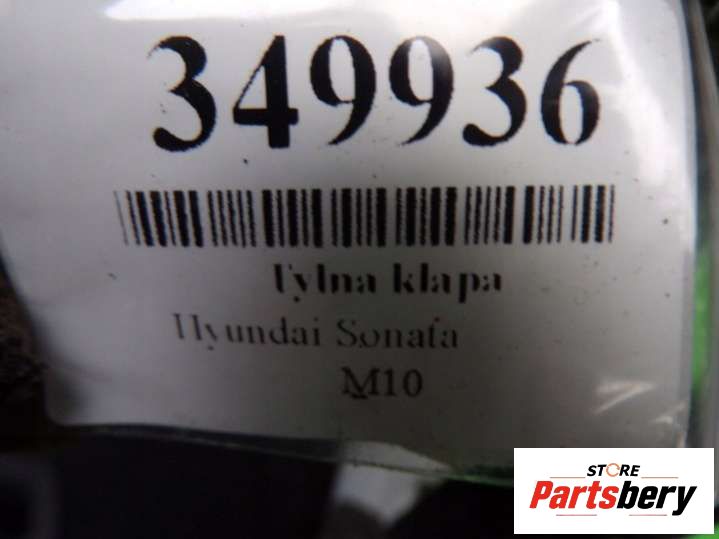 349936
Tylna klapa
Hyundai Sonata
M10
STORE
Partsbery